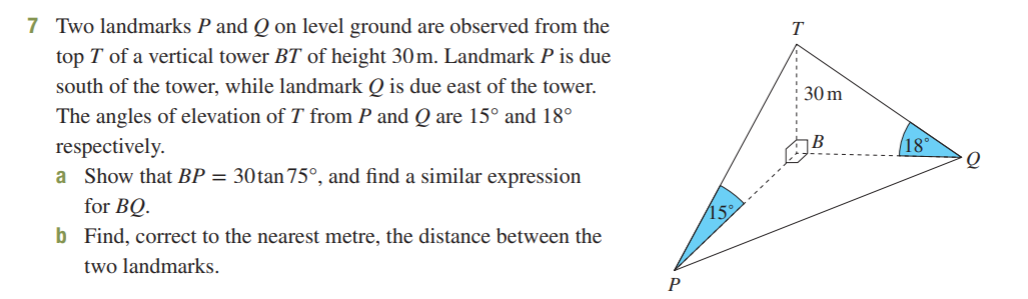 7 Two landmarks P and Q on level ground are observed from the
top T of a vertical tower BT of height 30 m. Landmark P is due
south of the tower, while landmark Q is due east of the tower.
The angles of elevation of T from P and Q are 15° and 18°
respectively.
a Show that BP = 30 tan 75°, and find a similar expression
for BQ.
b Find, correct to the nearest metre, the distance between the
two landmarks.
T
30 m
B
18°
Q
15°
P